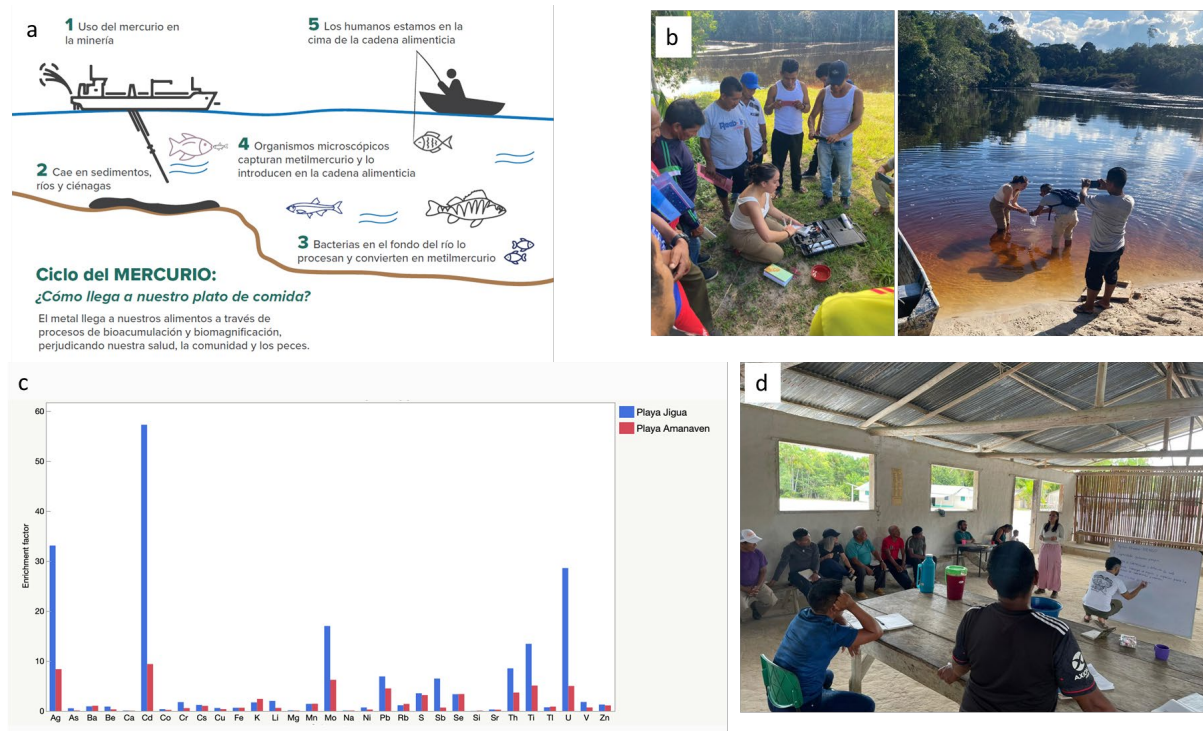 a
1 Uso del mercurio en
la minería
5 Los humanos estamos en la
cima de la cadena alimenticia
4 Organismos microscópicos
capturan metilmercurio y lo
introducen en la cadena alimenticia
2 Cae en sedimentos,
ríos y ciénagas
3 Bacterias en el fondo del río lo
procesan y convierten en metilmercurio
Ciclo del MERCURIO:
¿Cómo llega a nuestro plato de comida?
El metal llega a nuestros alimentos a través de
procesos de bioacumulación y biomagnificación,
perjudicando nuestra salud, la comunidad y los peces.
b
Reebok
c
Enrichment factor
60
50
40
30
20
10
0
Ag As Ba Be Ca Cd Co Cr Cs Cu Fe K Li Mg Mn Mo Na Ni Pb Rb S Sb Se Si Sr Th Ti Tl U V Zn
Playa Jigua
Playa Amanaven
d